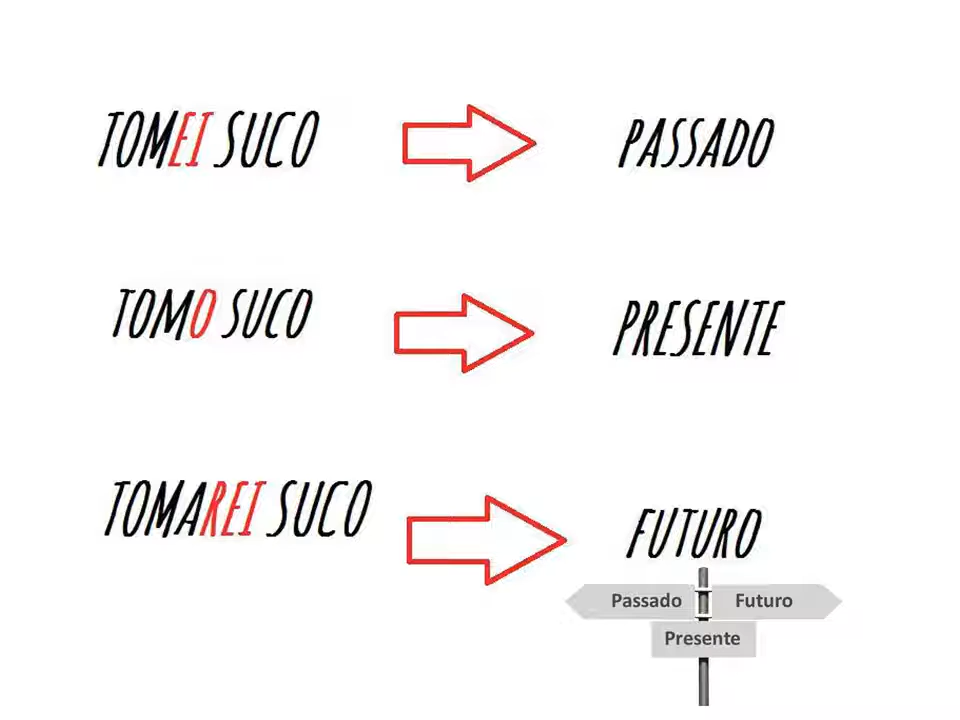 TOMEI SUCO
PASSADO
TOMO SUCO
PRESENTE
TOMAREI SUCO
FUTURO
Passado
Futuro
Presente